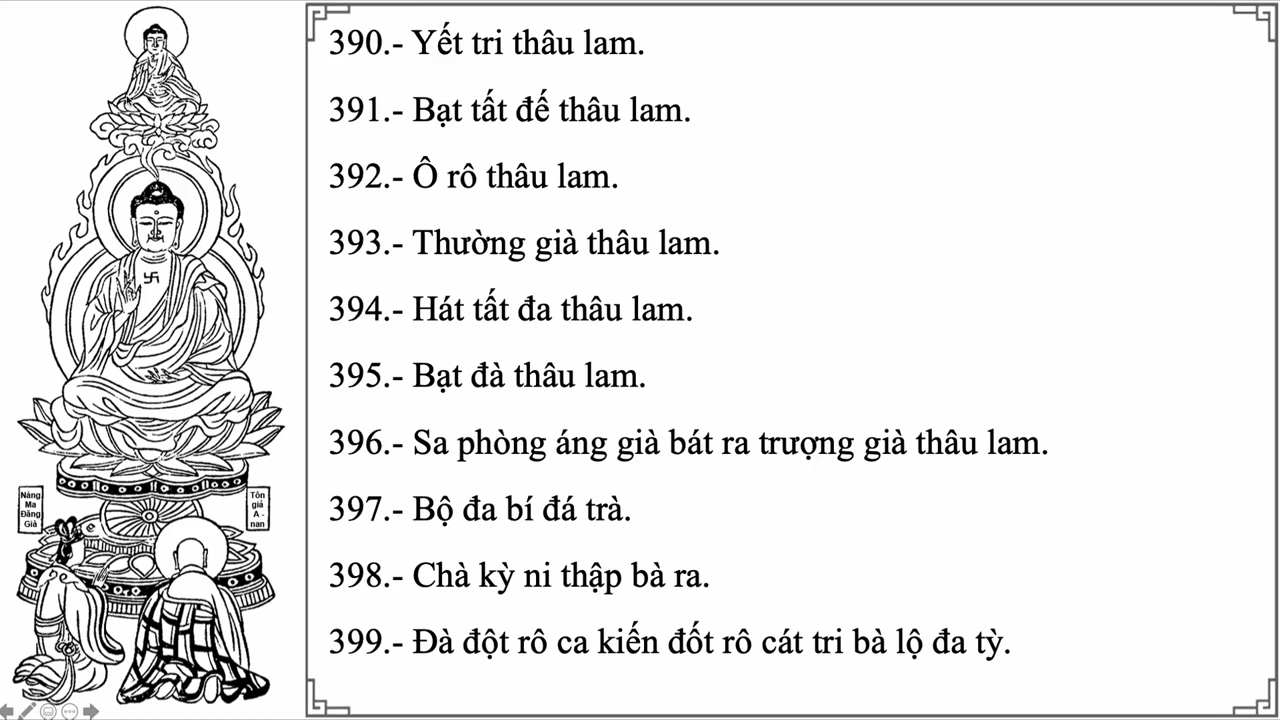 390.- Yết tri thâu lam.
391.- Bạt tất đế thâu lam.
392.- Ô rô thâu lam.
393.- Thường già thâu lam.
394.- Hát tất đa thâu lam.
395.- Bạt đà thâu lam.
396.- Sa phòng áng già bát ra trượng già thâu lam.
397.- Bộ đa bí đá trà.
398.- Chà kỳ ni thập bà ra.
399.- Đà đột rô ca kiến đốt rô cát tri bà lộ đa tỳ.
Nàng
Ma
Đăng
Già
Tôn
giả
A -
nan